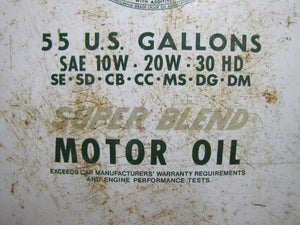 55 U.S. GALLONS
SAE 10W · 20W · 30 HD
SE·SD·CB·CC·MS·DG·DM
SUPER BLEND
MOTOR OIL
EXCEEDS CAR MANUFACTURERS' WARRANTY REQUIREMENTS
AND ENGINE PERFORMANCE TESTS.